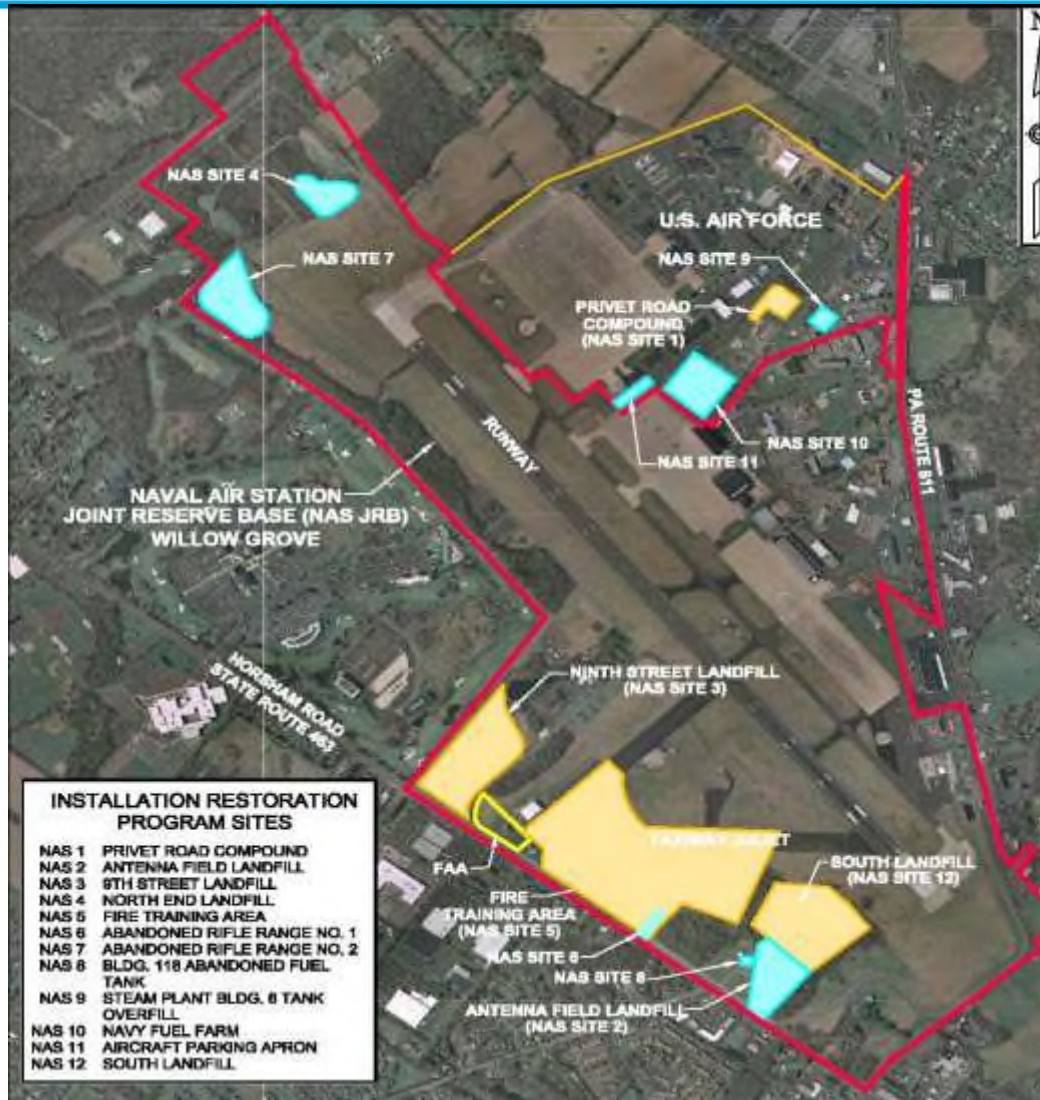 N
NAS SITE 4
NAS SITE 7
U.S. AIR FORCE
NAS SITE 9
PRIVET ROAD
COMPOUND
(NAS SITE 1)
NAS SITE 10
NAS SITE 11
RUNWAY
PA ROUTE 611
NAVAL AIR STATION
JOINT RESERVE BASE (NAS JRB)
WILLOW GROVE
HORSHAM ROAD
STATE ROUTE 463
NINTH STREET LANDFILL
(NAS SITE 3)
SOUTH LANDFILL
(NAS SITE 12)
FAA
FIRE
TRAINING AREA
(NAS SITE 5)
NAS SITE 6
NAS SITE 8
ANTENNA FIELD LANDFILL
(NAS SITE 2)
INSTALLATION RESTORATION
PROGRAM SITES
NAS 1 PRIVET ROAD COMPOUND
NAS 2 ANTENNA FIELD LANDFILL
NAS 3 9TH STREET LANDFILL
NAS 4 NORTH END LANDFILL
NAS 5 FIRE TRAINING AREA
NAS 6 ABANDONED RIFLE RANGE NO. 1
NAS 7 ABANDONED RIFLE RANGE NO. 2
NAS 8 BLDG. 118 ABANDONED FUEL
TANK
NAS 9 STEAM PLANT BLDG. 6 TANK
OVERFILL
NAS 10 NAVY FUEL FARM
NAS 11 AIRCRAFT PARKING APRON
NAS 12 SOUTH LANDFILL